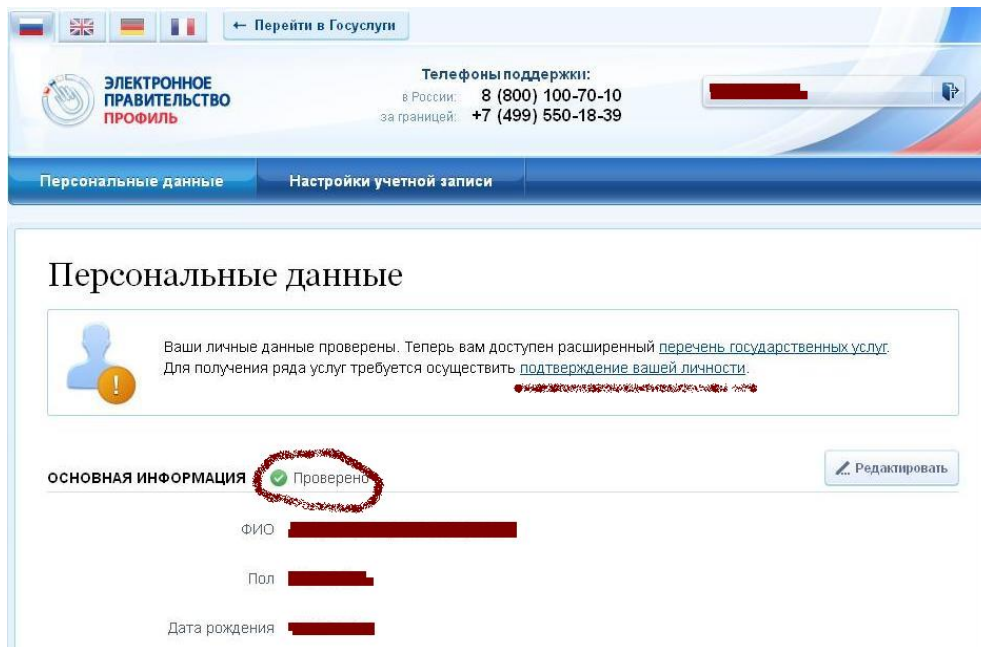 ← Перейти в Госуслуги
ЭЛЕКТРОННОЕ
ПРАВИТЕЛЬСТВО
ПРОФИЛЬ
Телефоны поддержки:
в России: 8 (800) 100-70-10
за границей: +7 (499) 550-18-39
Персональные данные Настройки учетной записи
Персональные данные
Ваши личные данные проверены. Теперь вам доступен расширенный перечень государственных услуг.
Для получения ряда услуг требуется осуществить подтверждение вашей личности.
ОСНОВНАЯ ИНФОРМАЦИЯ Проверено
Редактировать
ФИО
Пол
Дата рождения